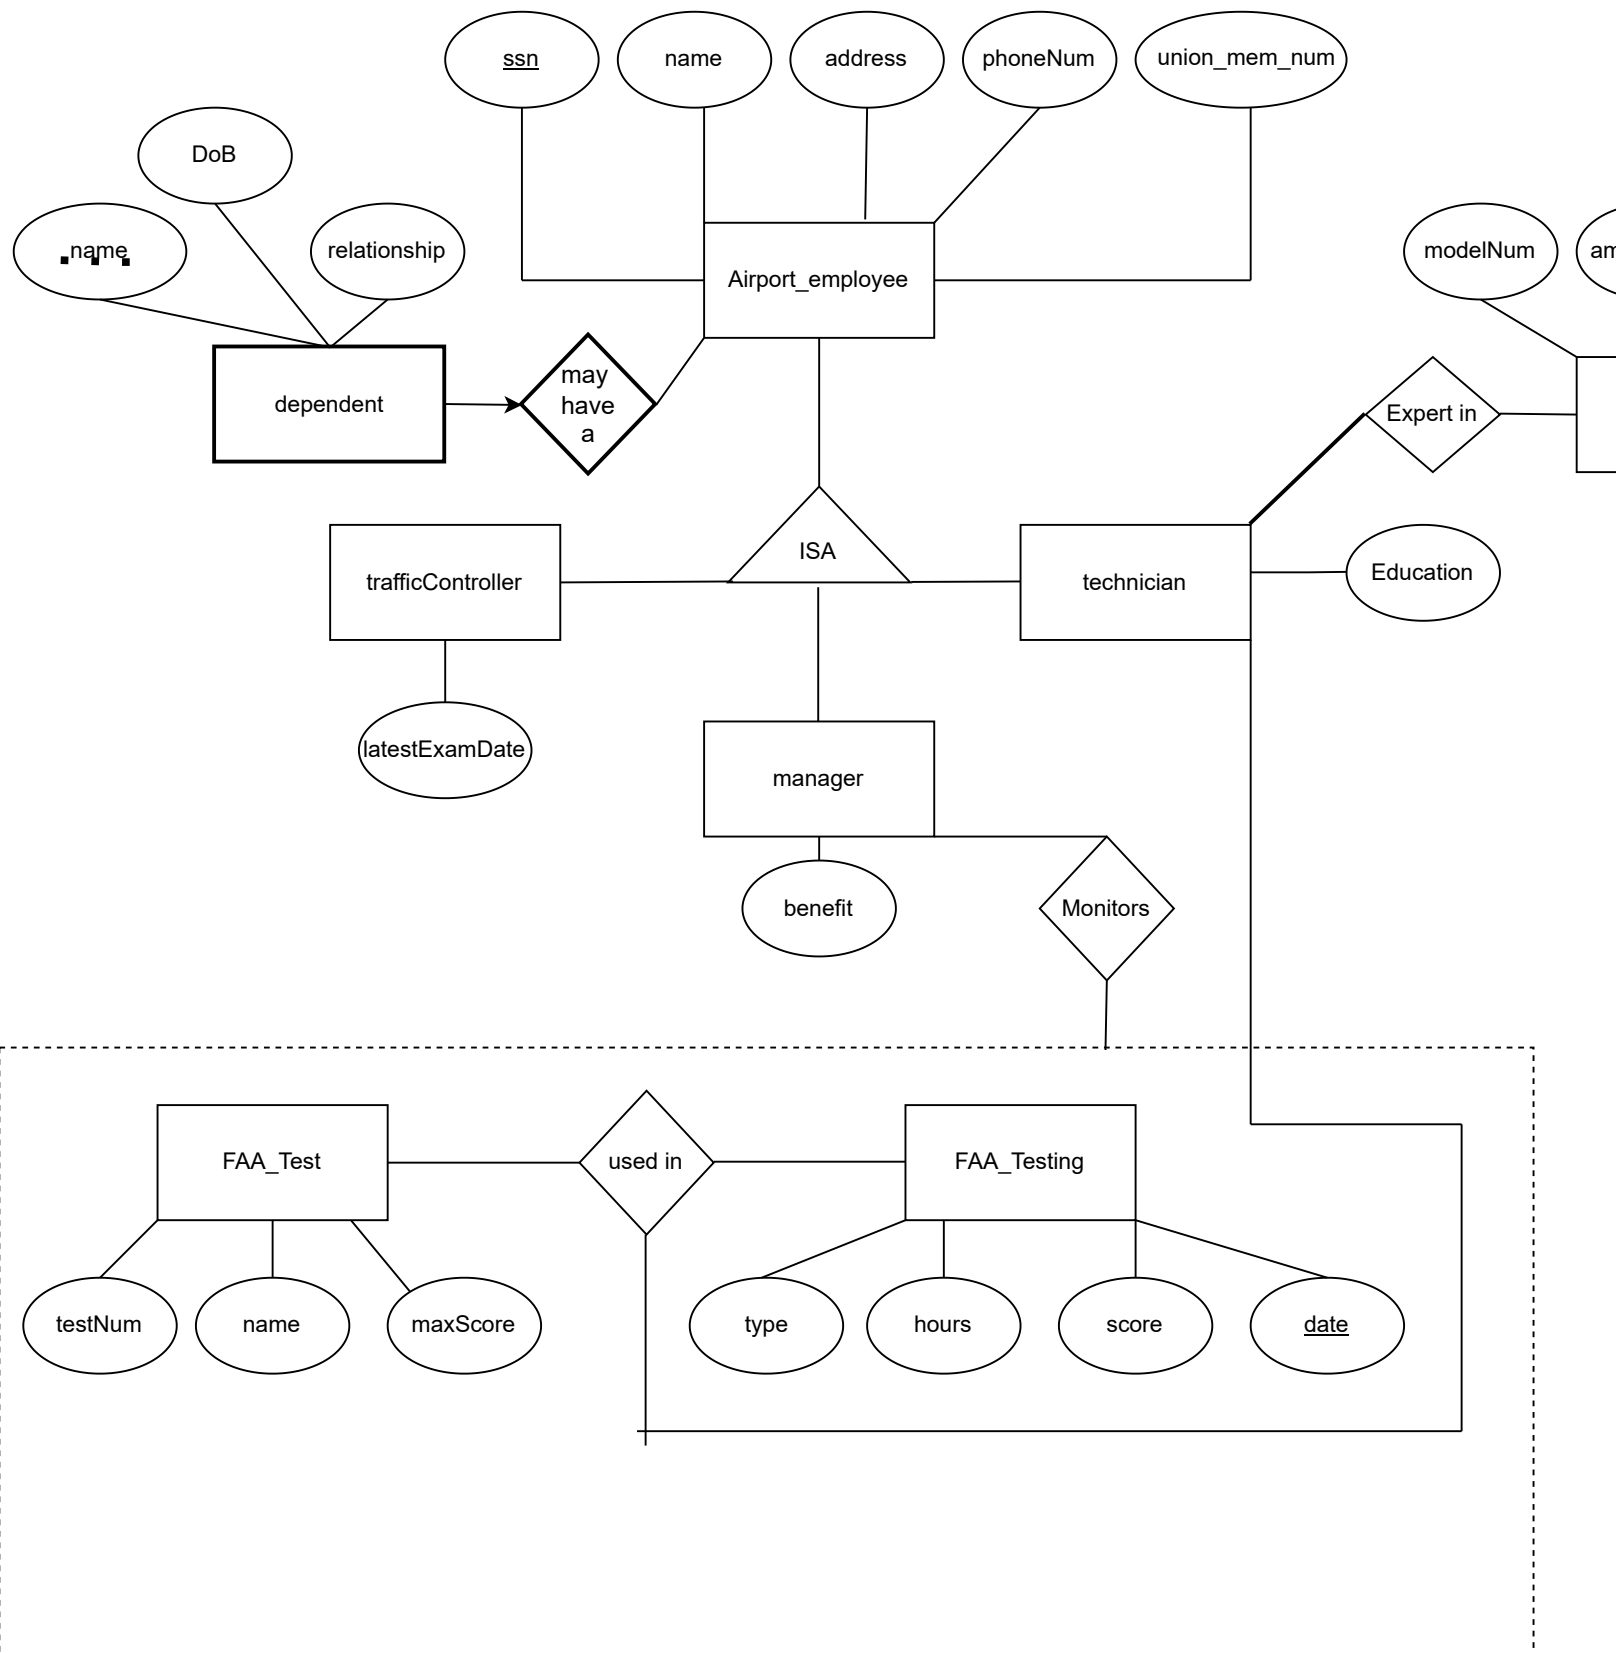 ssn
name
address
phoneNum
union_mem_num
DoB
name
relationship
modelNum
Airport_employee
dependent
may
have
a
Expert in
ISA
trafficController
technician
Education
latestExamDate
manager
benefit
Monitors
FAA_Test
used in
FAA_Testing
testNum
name
maxScore
type
hours
score
date